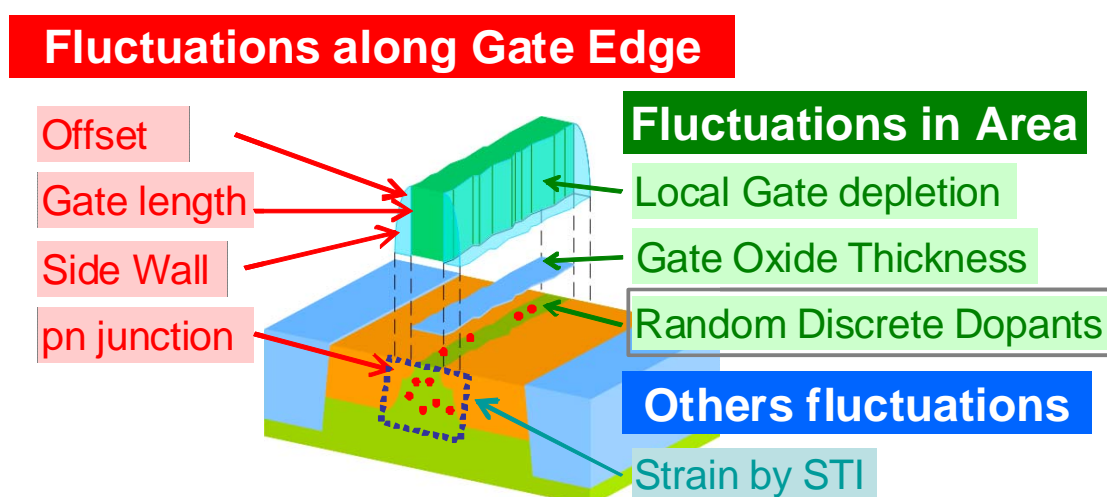 Fluctuations along Gate Edge
Offset
Gate length
Side Wall
pn junction
Fluctuations in Area
Local Gate depletion
Gate Oxide Thickness
Random Discrete Dopants
Others fluctuations
Strain by STI